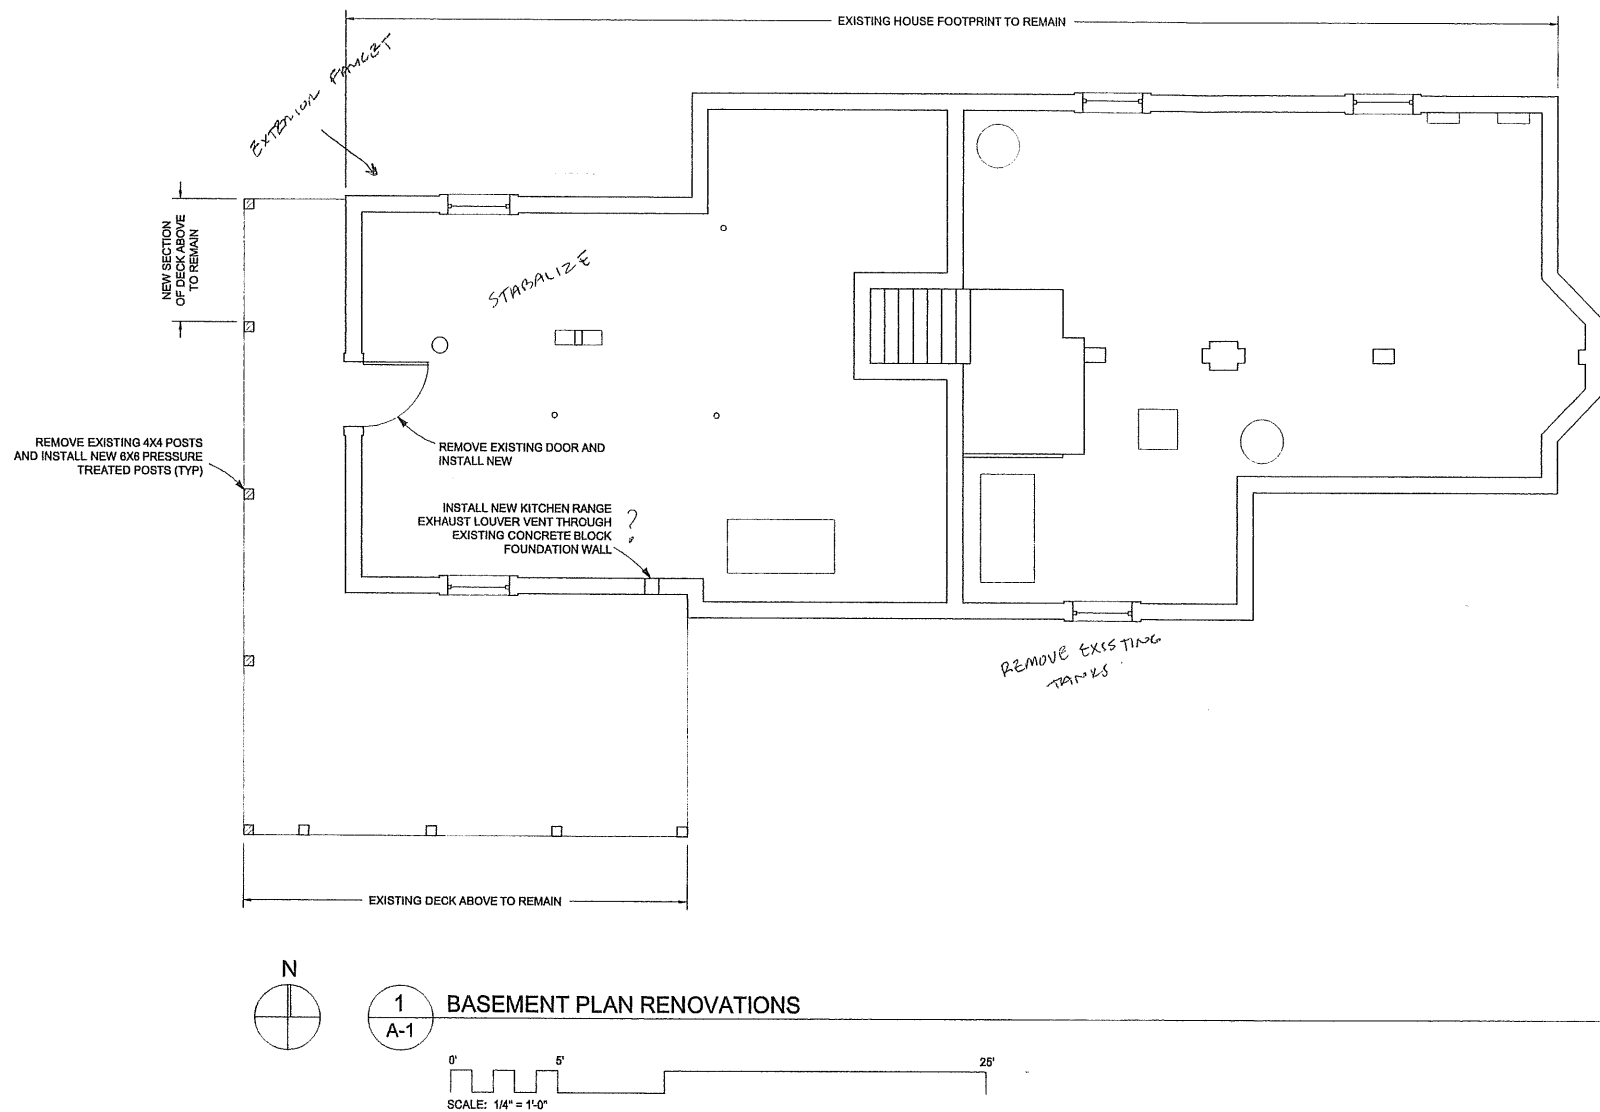 EXISTING HOUSE FOOTPRINT TO REMAIN
EXTERIOR FAUCET
NEW SECTION
OF DECK ABOVE
TO REMAIN
STABALIZE
REMOVE EXISTING 4X4 POSTS
AND INSTALL NEW 6X6 PRESSURE
TREATED POSTS (TYP)
REMOVE EXISTING DOOR AND
INSTALL NEW
INSTALL NEW KITCHEN RANGE
EXHAUST LOUVER VENT THROUGH
EXISTING CONCRETE BLOCK
FOUNDATION WALL
?
REMOVE EXISTING
TANKS
EXISTING DECK ABOVE TO REMAIN
N
1
A-1
BASEMENT PLAN RENOVATIONS
0' 5' 25'
SCALE: 1/4" = 1'-0"